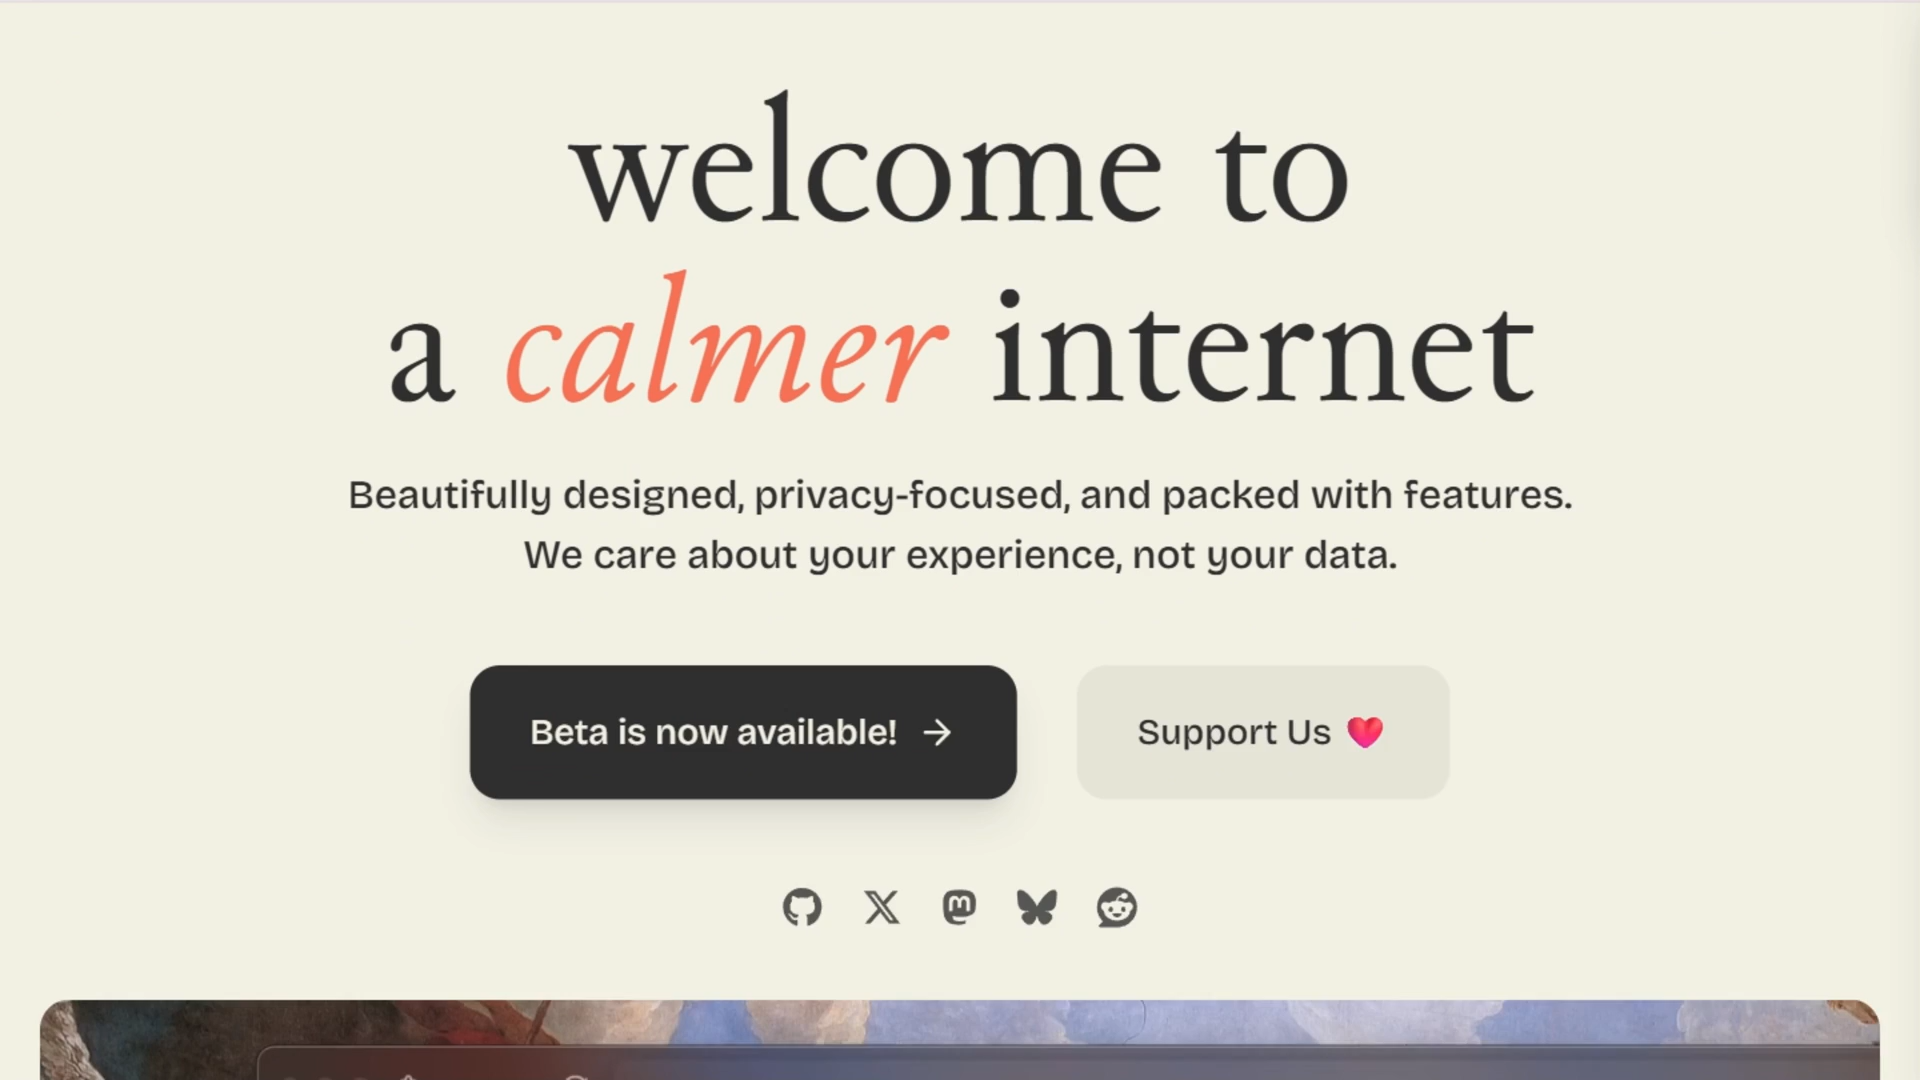 welcome to
a calmer internet
Beautifully designed, privacy-focused, and packed with features.
We care about your experience, not your data.
Beta is now available! →
Support Us ❤️